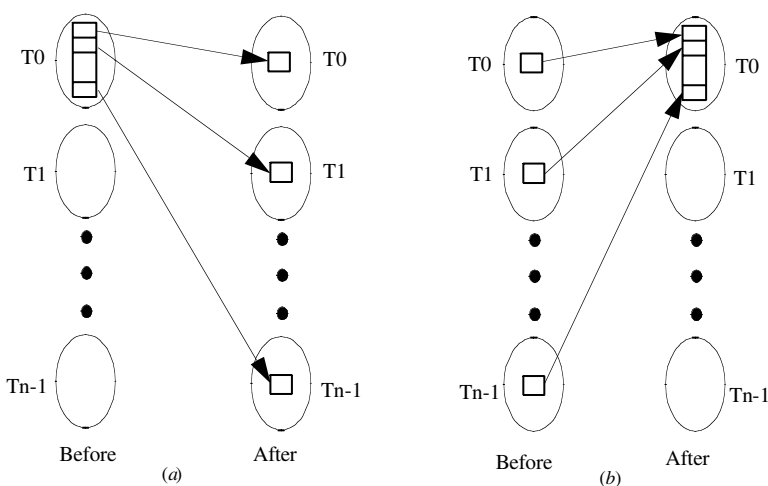 T0
T0
T1
T1
Tn-1
Tn-1
Before
After
(a)
T0
T0
T1
T1
Tn-1
Tn-1
Before
After
(b)